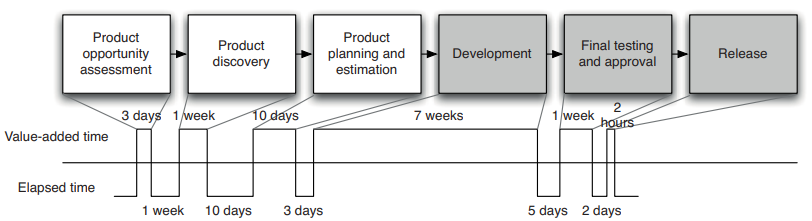 Product
opportunity
assessment
Product
discovery
Product
planning and
estimation
Development
Final testing
and approval
Release
3 days
1 week
10 days
7 weeks
1 week
2
hours
Value-added time
Elapsed time
1 week
10 days
3 days
5 days
2 days